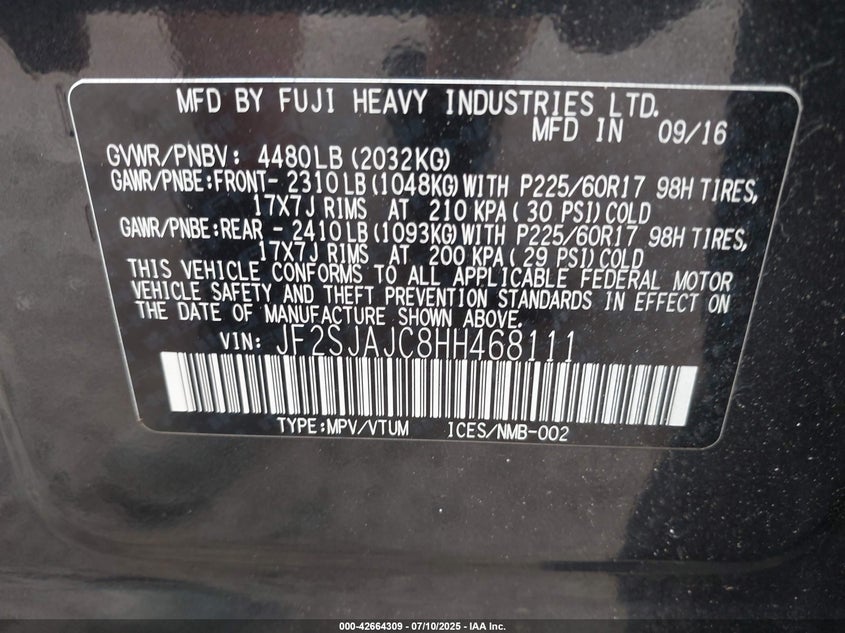 MFD BY FUJI HEAVY INDUSTRIES LTD.
MFD IN 09/16
GVWR/PNBV: 4480LB (2032KG)
GAWR/PNBE:FRONT- 2310LB (1048KG) WITH P225/60R17 98H TIRES,
17X7J RIMS AT 210 KPA (30 PSI) COLD
GAWR/PNBE:REAR - 2410LB (1093KG) WITH P225/60R17 98H TIRES,
17X7J RIMS AT 200 KPA (29 PSI) COLD
THIS VEHICLE CONFORMS TO ALL APPLICABLE FEDERAL MOTOR
VEHICLE SAFETY AND THEFT PREVENTION STANDARDS IN EFFECT ON
THE DATE OF MANUFACTURE SHOWN ABOVE.
VIN: JF2SJAJC8HH468111
TYPE:MPV/VTUM ICES/NMB-002
000-42664309 - 07/10/2025 - IAA Inc.